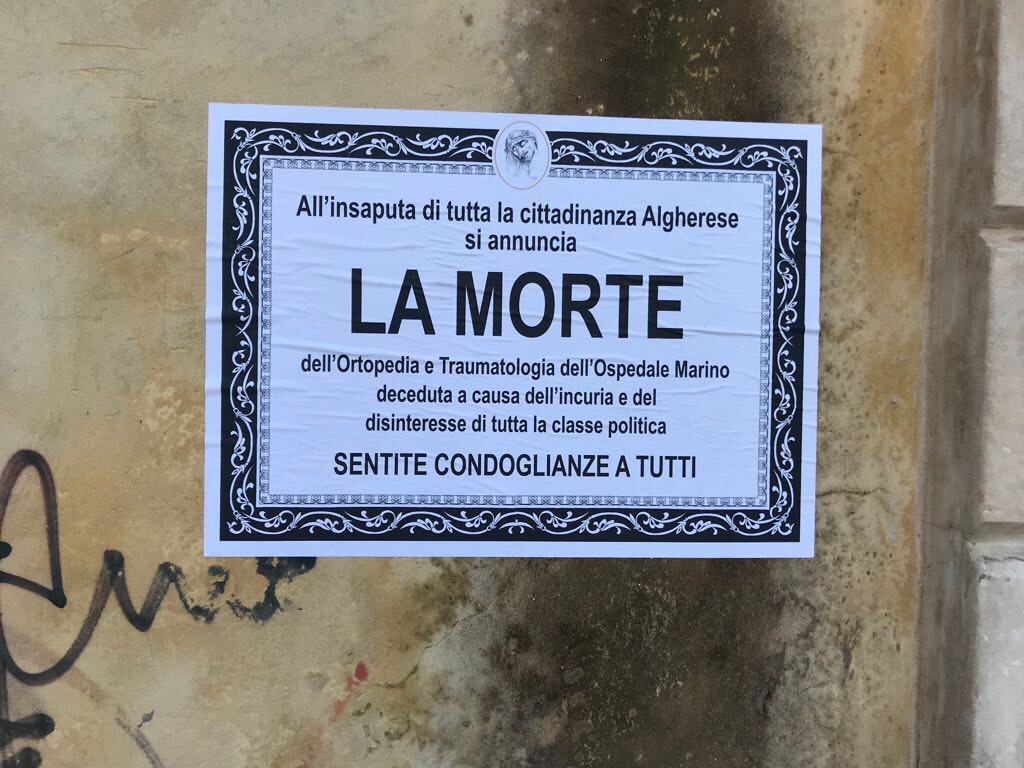 All'insaputa di tutta la cittadinanza Algherese
si annuncia
LA MORTE
dell'Ortopedia e Traumatologia dell'Ospedale Marino
deceduta a causa dell'incuria e del
disinteresse di tutta la classe politica
SENTITE CONDOGLIANZE A TUTTI